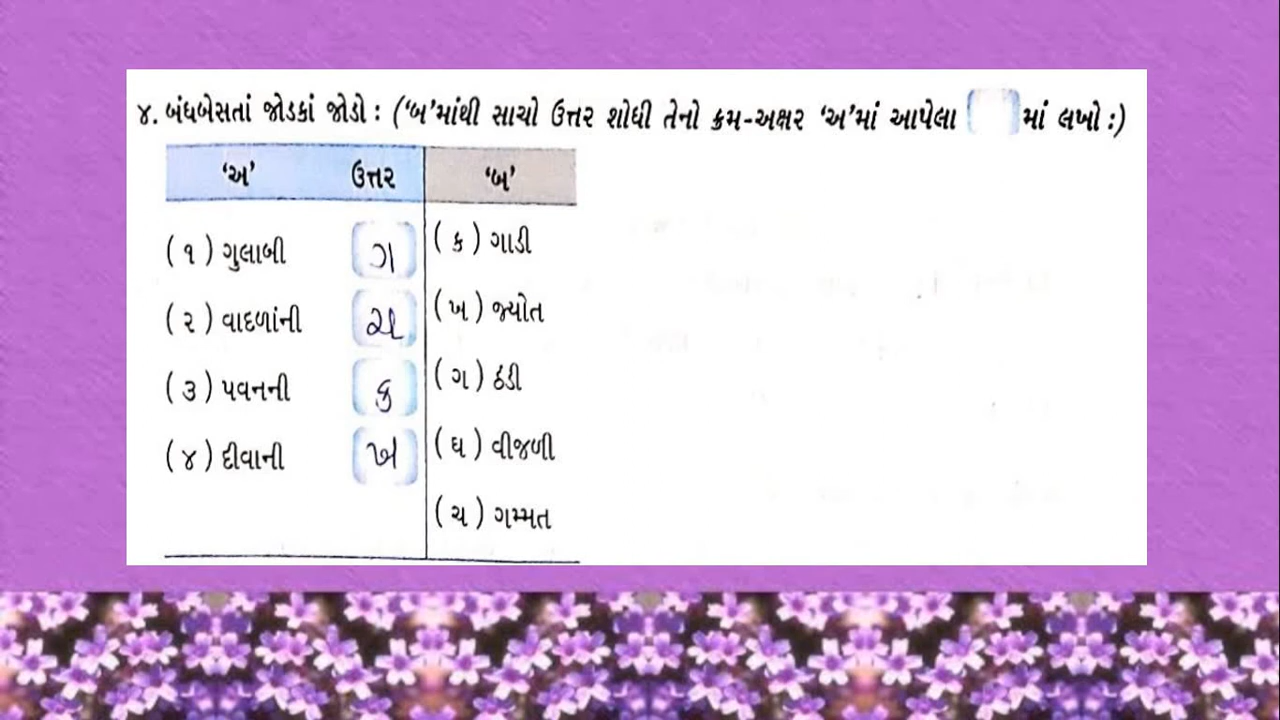 ૪. બંધબેસતાં જોડકાં જોડો : ('બ'માંથી સાચો ઉત્તર શોધી તેનો ક્રમ-અક્ષર 'અ'માં આપેલા માં લખો :)
'અ' ઉત્તર 'બ'
(૧) ગુલાબી ગ (ક) ગાડી
(૨) વાદળાંની ચ (ખ) જ્યોત
(૩) પવનની ક (ગ) ઠંડી
(૪) દીવાની ખ (ઘ) વીજળી
(ચ) ગમ્મત